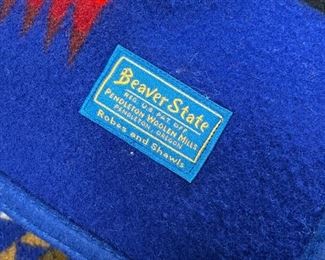 Beaver State
REG. U.S. PAT. OFF.
PENDLETON WOOLEN MILLS
PENDLETON, OREGON
Robes and Shawls